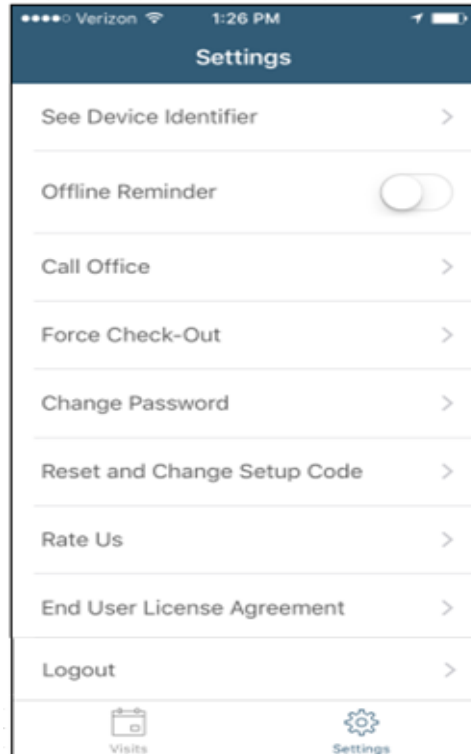 Verizon 1:26 PM
Settings
See Device Identifier
Offline Reminder
Call Office
Force Check-Out
Change Password
Reset and Change Setup Code
Rate Us
End User License Agreement
Logout
Visits Settings